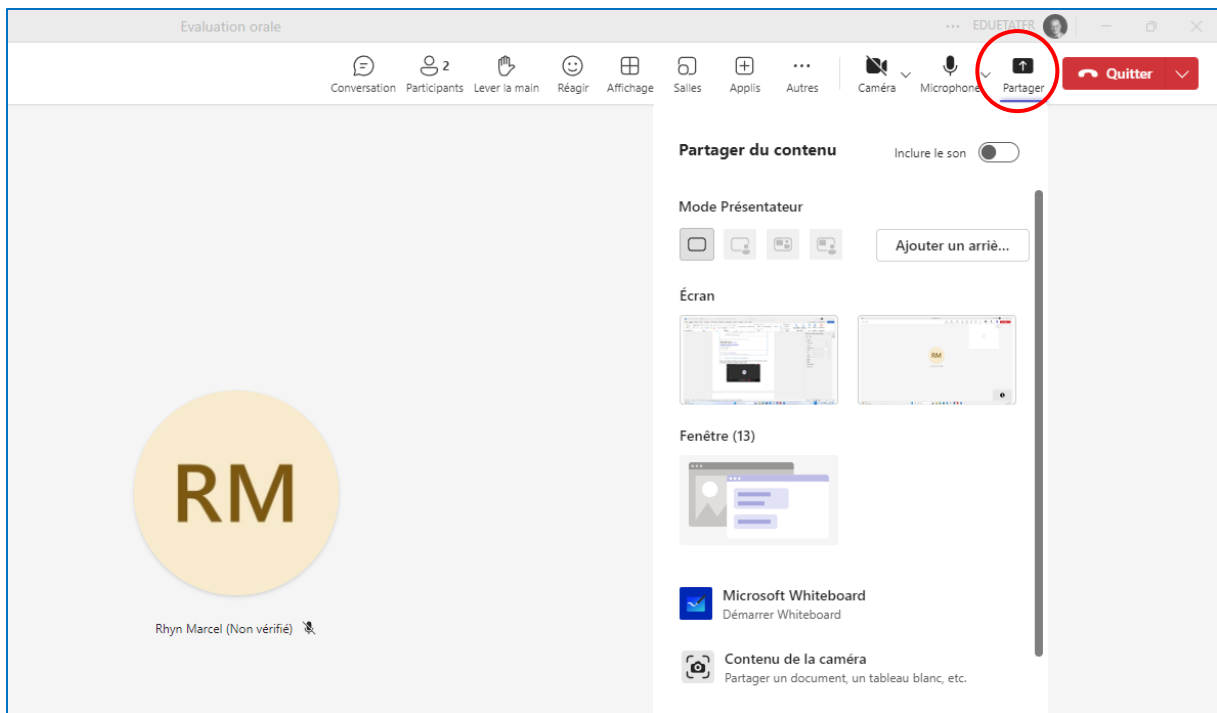 Evaluation orale
EDUETATFR
2
Conversation Participants Lever la main Réagir Affichage Salles Applis Autres Caméra Microphone Partager Quitter
Partager du contenu
Inclure le son
Mode Présentateur
Ajouter un arriè...
Écran
RM
Fenêtre (13)
RM
Rhyn Marcel (Non vérifié)
Microsoft Whiteboard
Démarrer Whiteboard
Contenu de la caméra
Partager un document, un tableau blanc, etc.